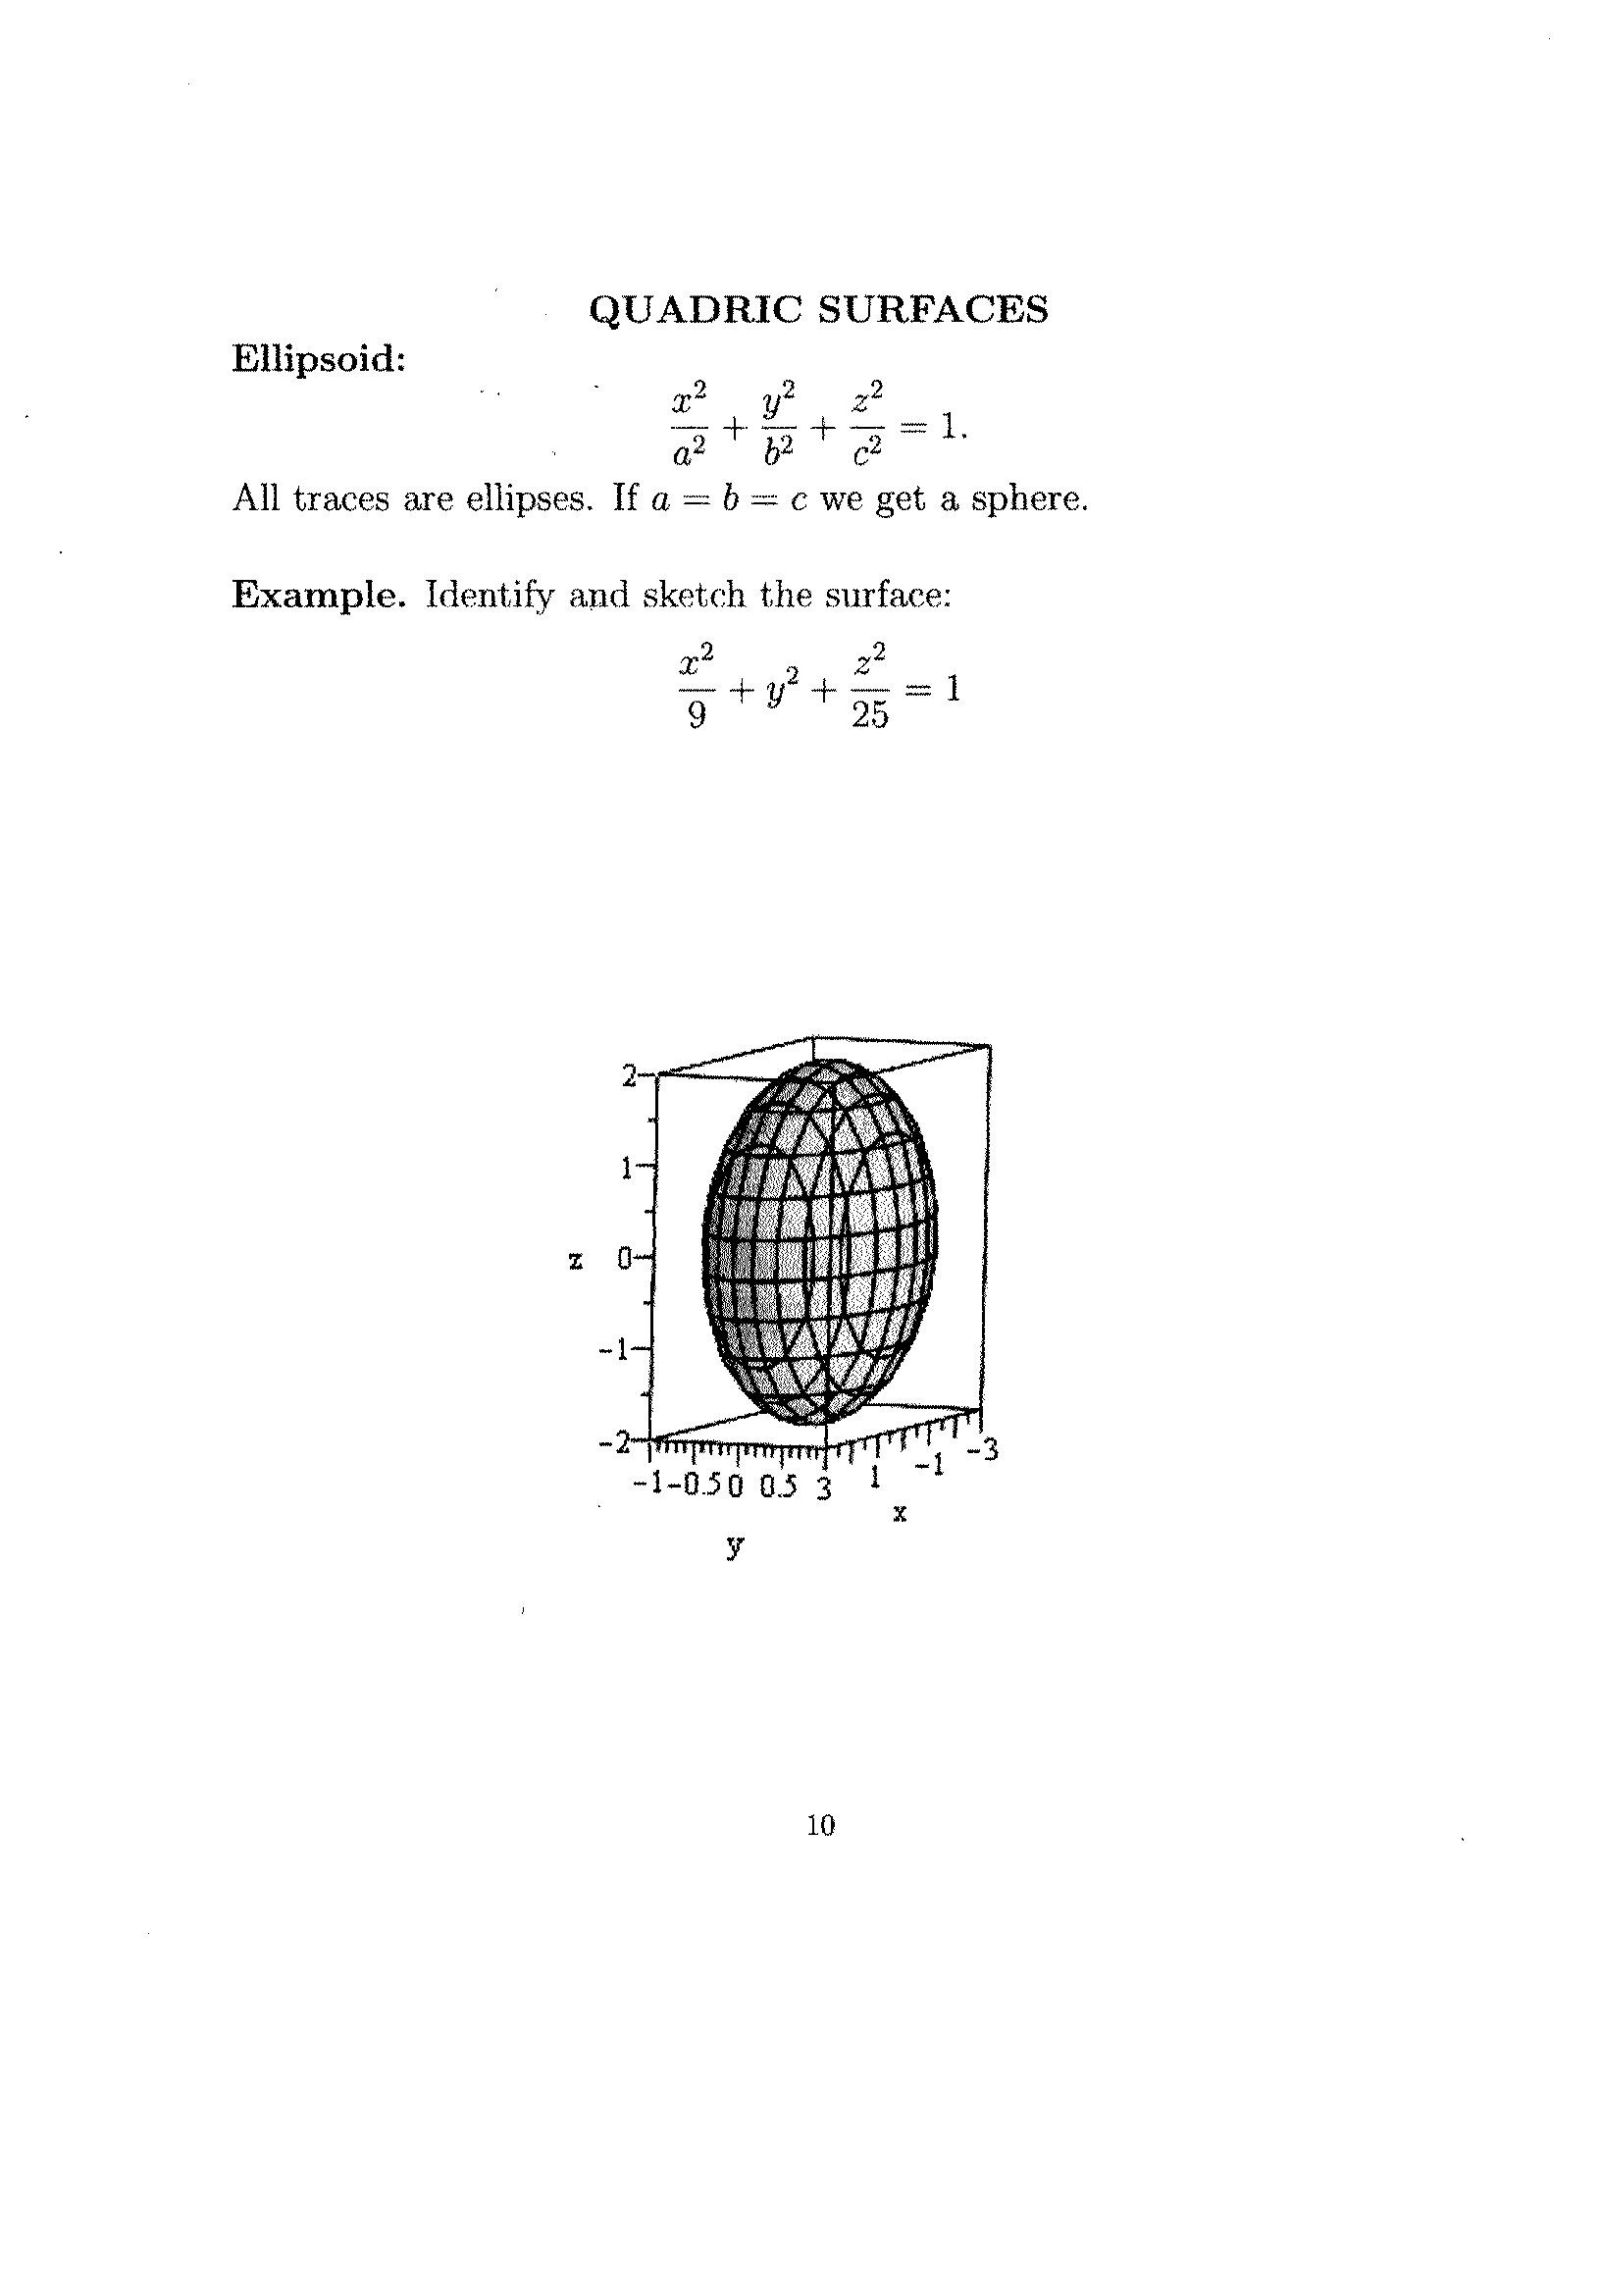 QUADRIC SURFACES
Ellipsoid:
x²/a² + y²/b² + z²/c² = 1.
All traces are ellipses. If a = b = c we get a sphere.
Example. Identify and sketch the surface:
x²/9 + y² + z²/25 = 1
2
1
z 0
-1
-2
-1 -0.5 0 0.5 3 1 -1 -3
x
y
10